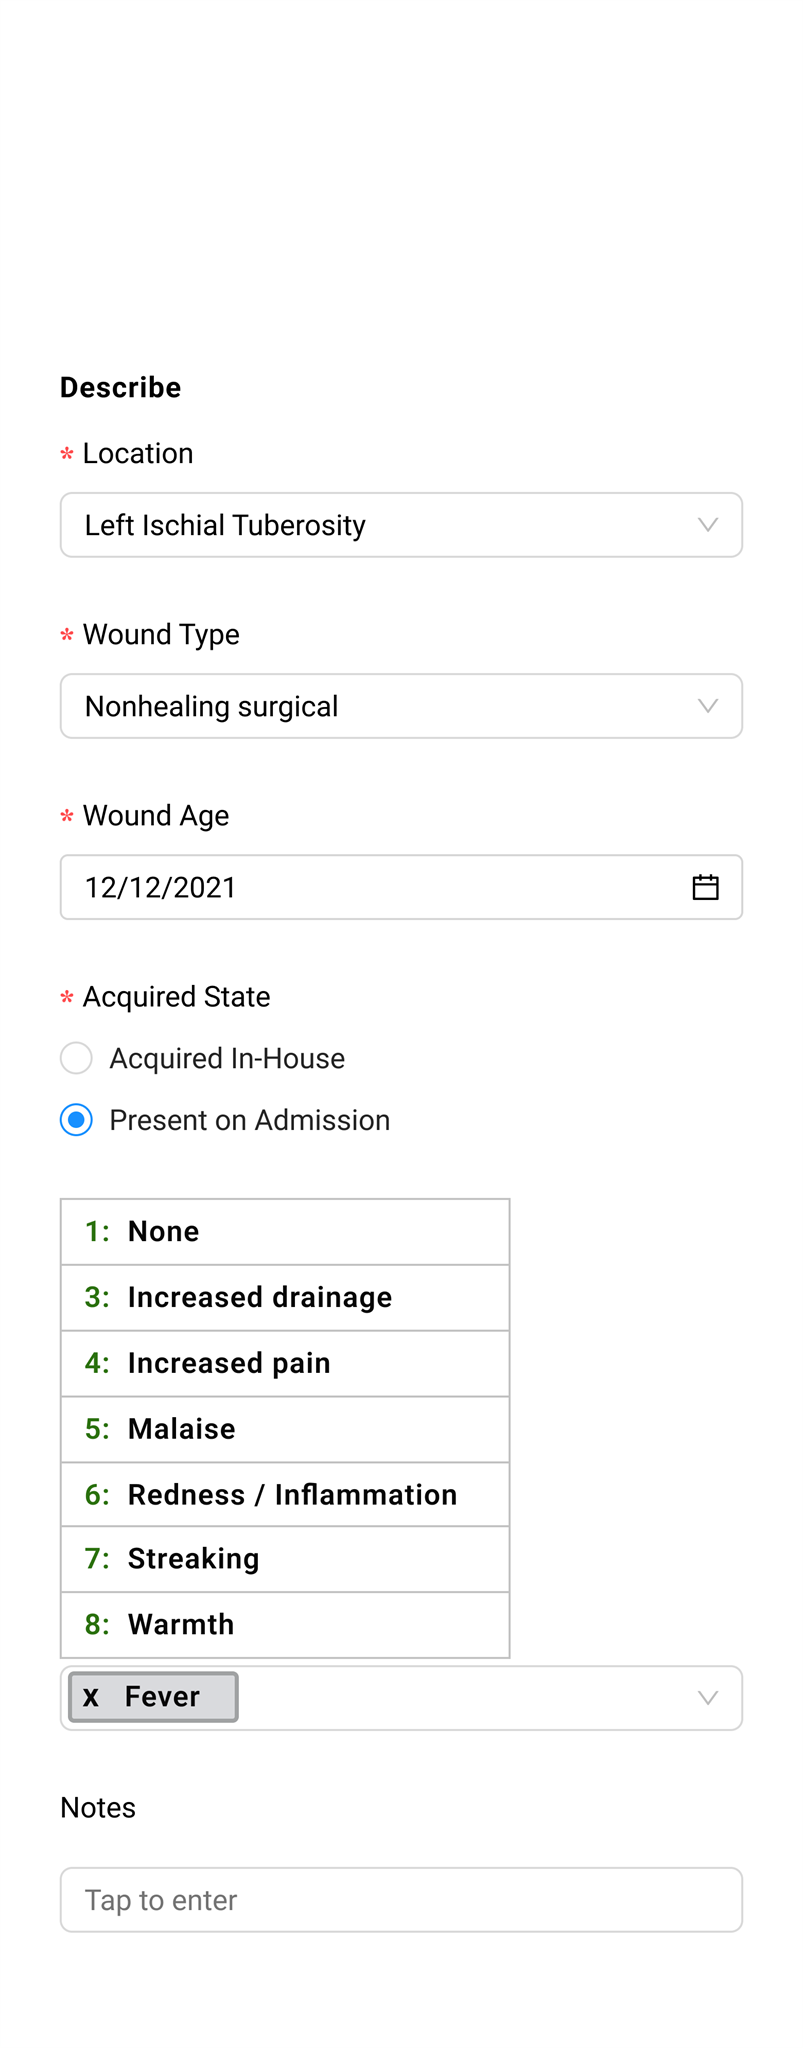 Describe
* Location
Left Ischial Tuberosity
* Wound Type
Nonhealing surgical
* Wound Age
12/12/2021
* Acquired State
Acquired In-House
Present on Admission
1: None
3: Increased drainage
4: Increased pain
5: Malaise
6: Redness / Inflammation
7: Streaking
8: Warmth
x Fever
Notes
Tap to enter